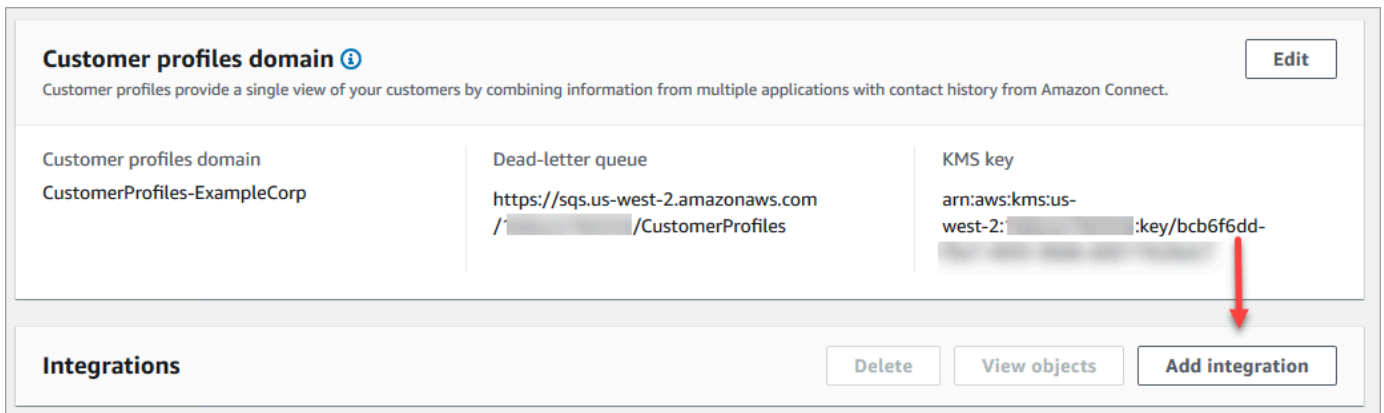 Customer profiles domain
Edit
Customer profiles provide a single view of your customers by combining information from multiple applications with contact history from Amazon Connect.
Customer profiles domain
CustomerProfiles-ExampleCorp
Dead-letter queue
https://sqs.us-west-2.amazonaws.com
/ /CustomerProfiles
KMS key
arn:aws:kms:us-
west-2: :key/bcb6f6dd-
Integrations
Delete
View objects
Add integration